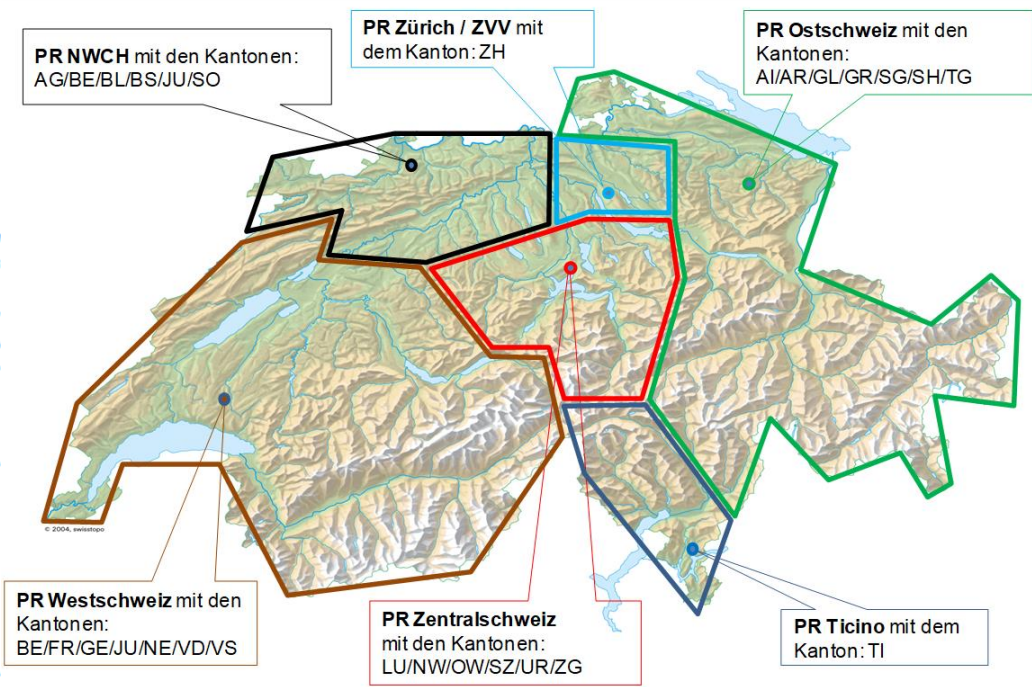 PR NWCH mit den Kantonen:
AG/BE/BL/BS/JU/SO
PR Zürich / ZVV mit
dem Kanton: ZH
PR Ostschweiz mit den
Kantonen:
AI/AR/GL/GR/SG/SH/TG
© 2004, swisstopo
PR Westschweiz mit den
Kantonen:
BE/FR/GE/JU/NE/VD/VS
PR Zentralschweiz
mit den Kantonen:
LU/NW/OW/SZ/UR/ZG
PR Ticino mit dem
Kanton: TI